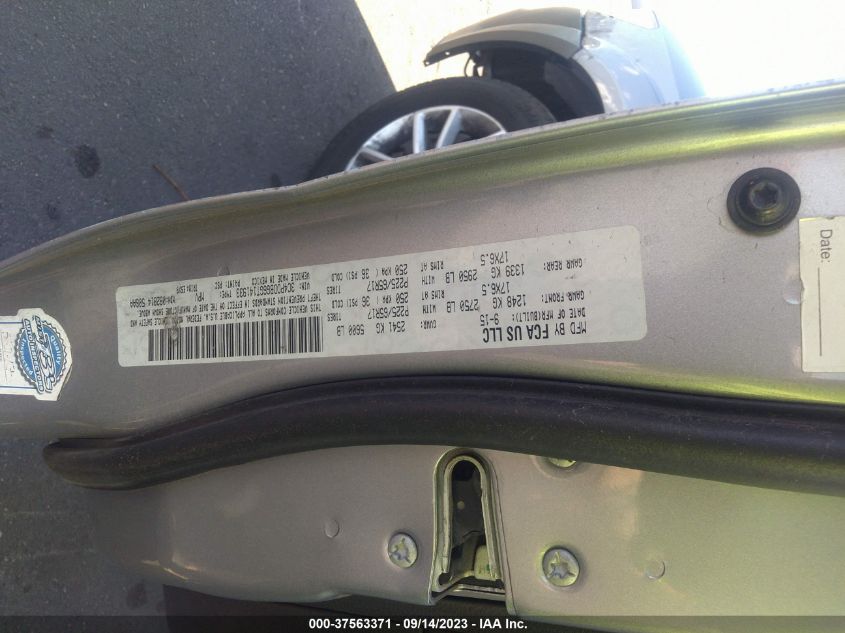 MFD BY FCA US LLC
DATE OF MFR(BUILT): 9-15 GVWR: 2541 KG 5600 LB
GAWR FRONT: 1248 KG 2750 LB WITH TIRES P225/65R17
17X6.5 RIMS AT 250 KPA ( 36 PSI) COLD
GAWR REAR: 1339 KG 2950 LB WITH TIRES P225/65R17
17X6.5 RIMS AT 250 KPA ( 36 PSI) COLD
THIS VEHICLE CONFORMS TO ALL APPLICABLE FEDERAL VEHICLE SAFETY AND
THEFT PREVENTION STANDARDS IN EFFECT ON THE DATE OF MANUFACTURE SHOWN ABOVE.
VIN: MPV
VEHICLE MADE IN MEXICO PAINT:
Date:
Quality
000-37563371 - 09/14/2023 - IAA Inc.